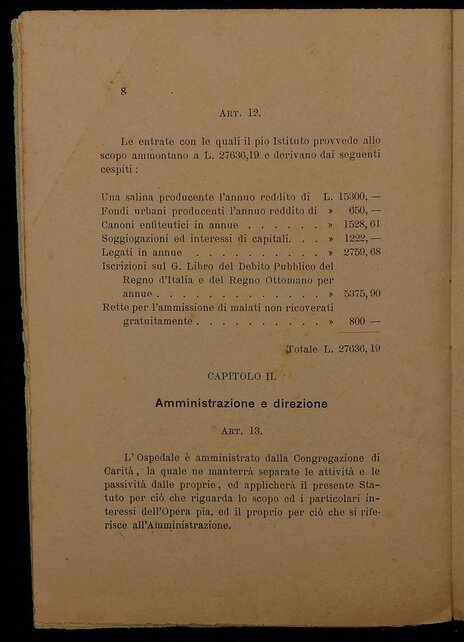 8
ART. 12.
Le entrate con le quali il pio Istituto provvede allo
scopo ammontano a L. 27636,19 e derivano dai seguenti
cespiti :
Una salina producente l'annuo reddito di L. 15300, —
Fondi urbani producenti l'annuo reddito di » 650, —
Canoni enfiteutici in annue . . . . . . » 1528, 61
Soggiogazioni ed interessi di capitali. . . » 1222, —
Legati in annue . . . . . . . . . . » 2759, 68
Iscrizioni sul G. Libro del Debito Pubblico del
Regno d'Italia e del Regno Ottomano per
annue . . . . . . . . . . . . » 5375, 90
Rette per l'ammissione di malati non ricoverati
gratuitamente . . . . . . . . . » 800 —
Totale L. 27636, 19
CAPITOLO II.
Amministrazione e direzione
ART. 13.
L' Ospedale è amministrato dalla Congregazione di
Carità, la quale ne manterrà separate le attività e le
passività dalle proprie, ed applicherà il presente Sta-
tuto per ciò che riguarda lo scopo ed i particolari in-
teressi dell'Opera pia, ed il proprio per ciò che si rife-
risce all'Amministrazione.